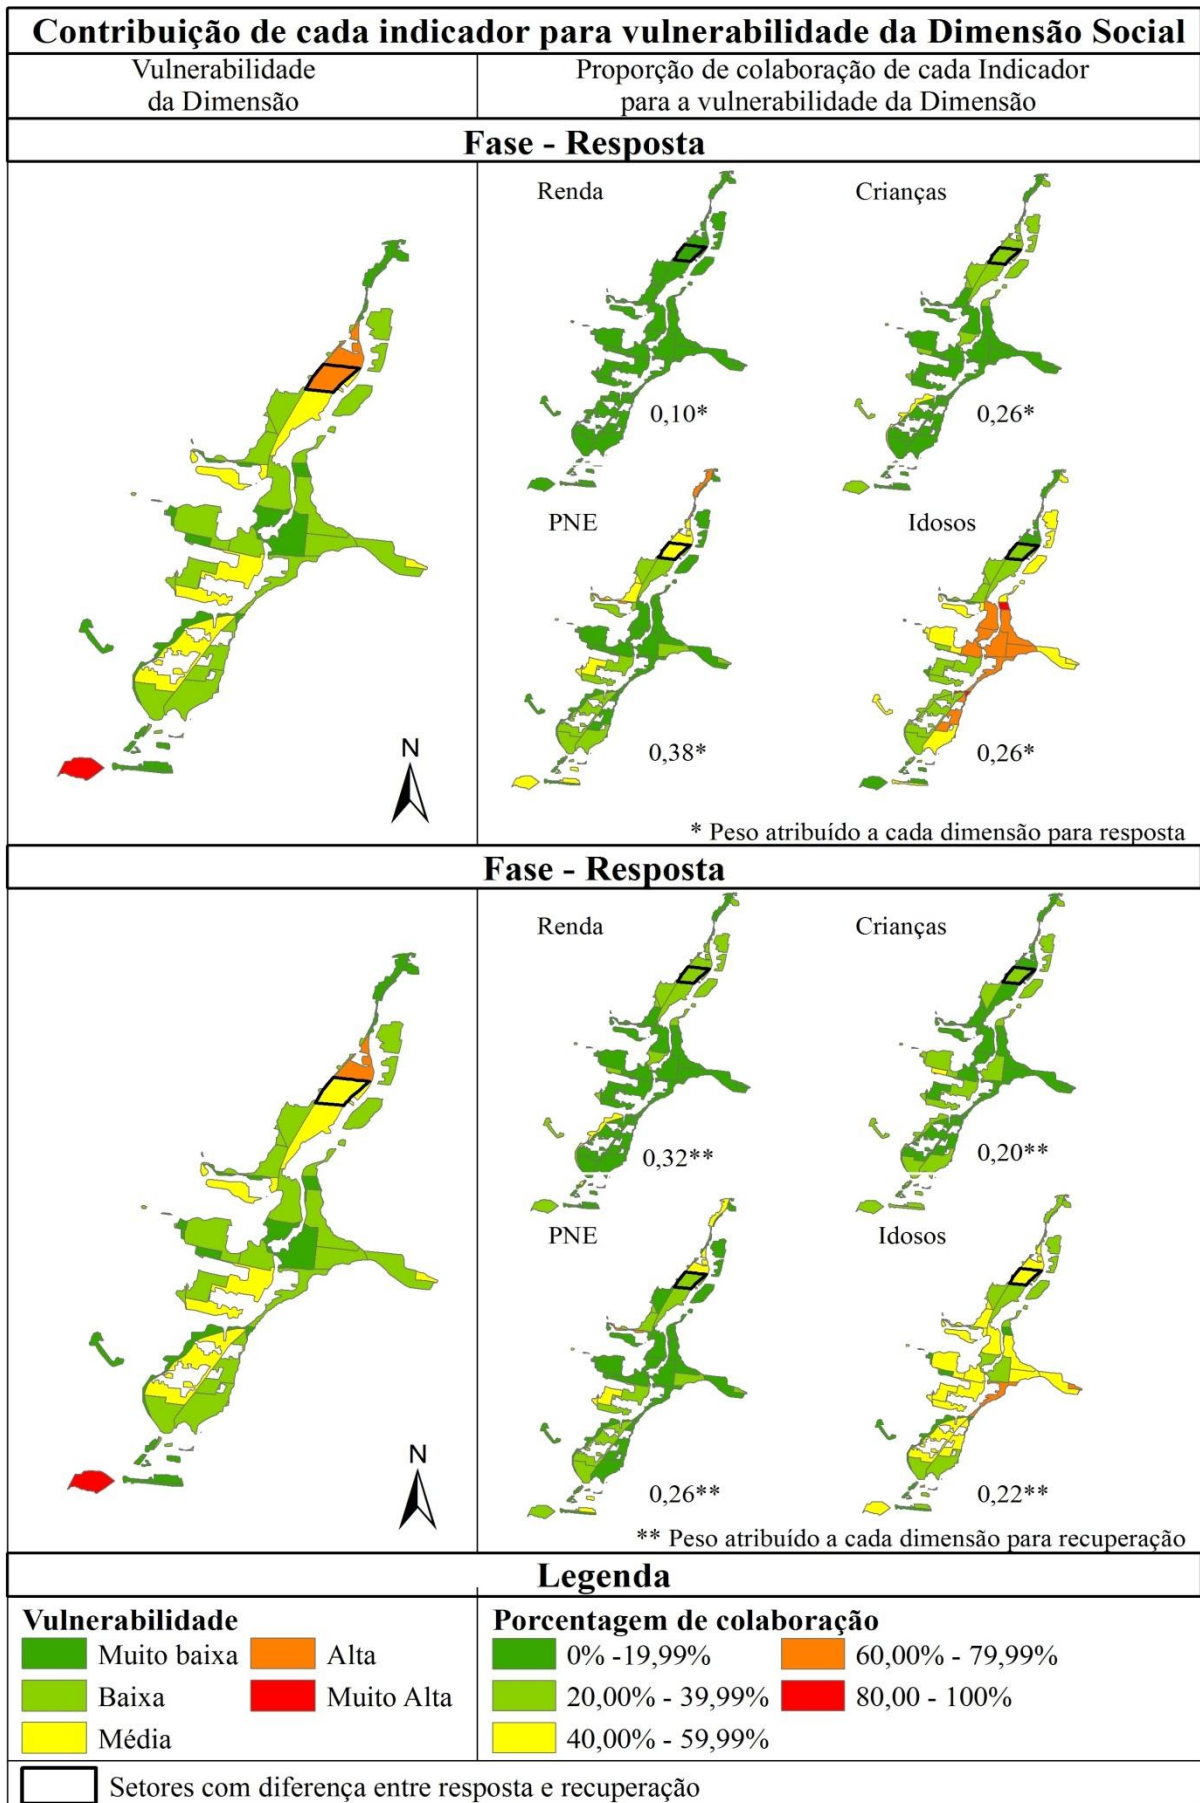 Contribuição de cada indicador para vulnerabilidade da Dimensão Social
Vulnerabilidade
da Dimensão
Proporção de colaboração de cada Indicador
para a vulnerabilidade da Dimensão
Fase - Resposta
Renda
Crianças
0,10*
0,26*
PNE
Idosos
0,38*
0,26*
N
* Peso atribuído a cada dimensão para resposta
Fase - Resposta
Renda
Crianças
0,32**
0,20**
PNE
Idosos
0,26**
0,22**
N
** Peso atribuído a cada dimensão para recuperação
Legenda
Vulnerabilidade
Muito baixa
Alta
Baixa
Muito Alta
Média
Porcentagem de colaboração
0% -19,99%
60,00% - 79,99%
20,00% - 39,99%
80,00 - 100%
40,00% - 59,99%
Setores com diferença entre resposta e recuperação